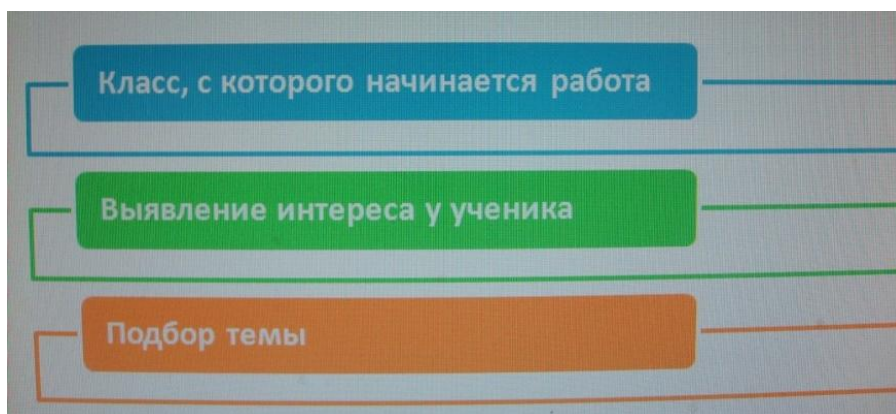 Класс, с которого начинается работа
Выявление интереса у ученика
Подбор темы